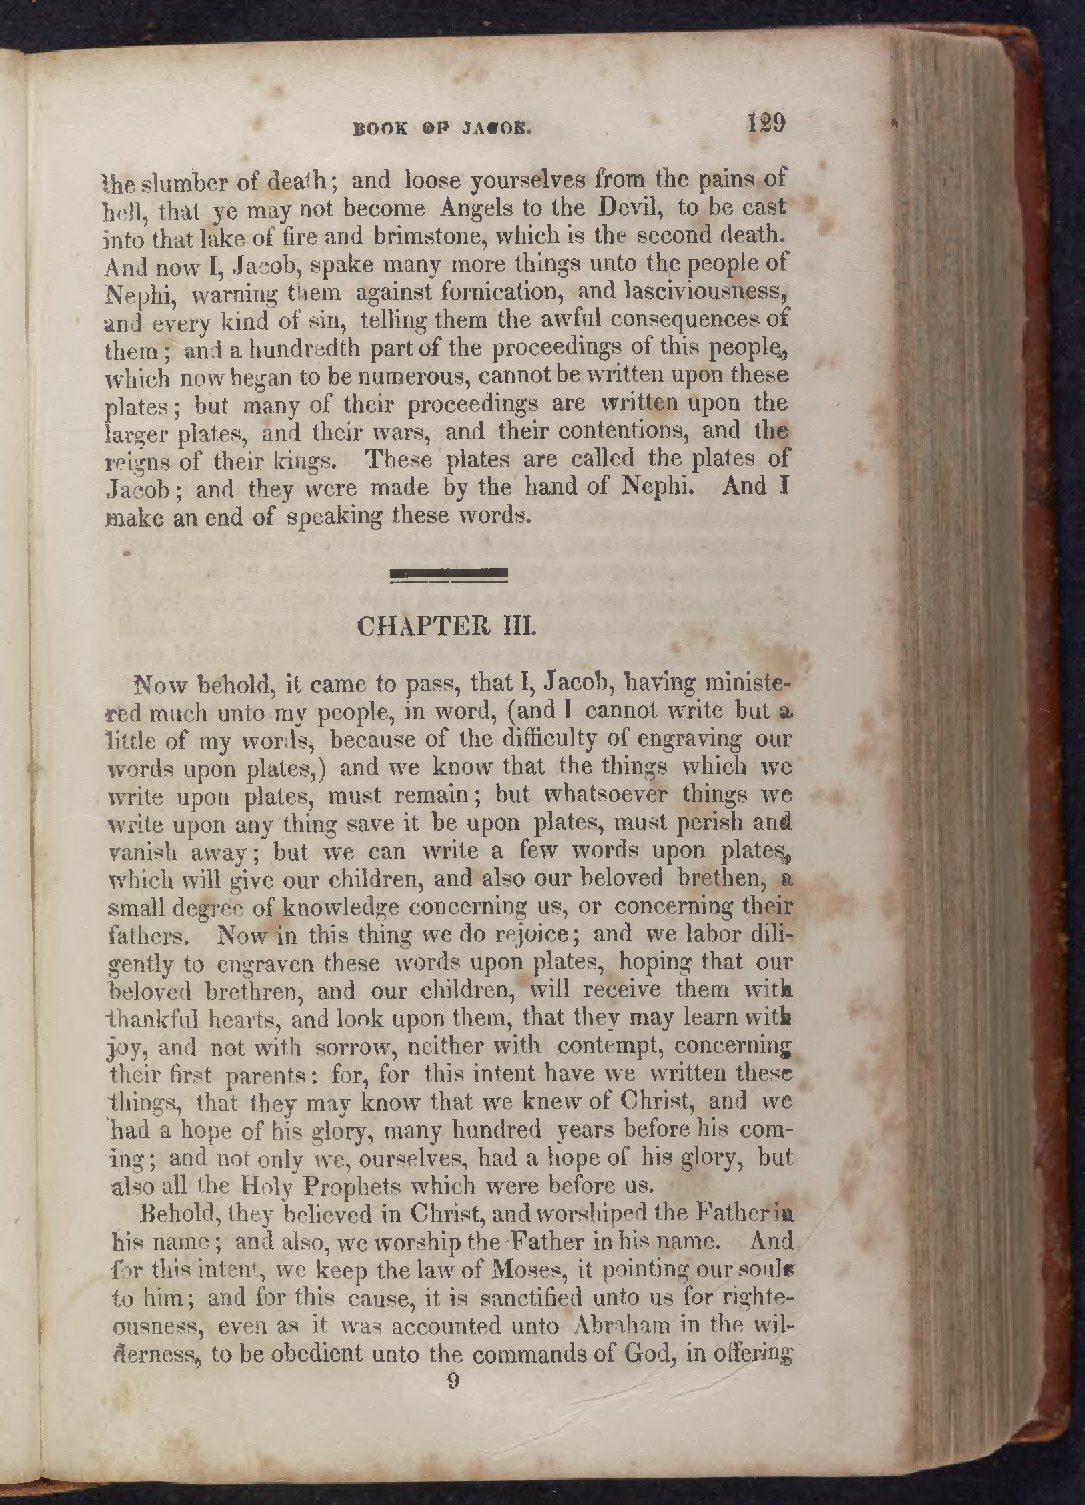 BOOK OF JACOB.
129
the slumber of death; and loose yourselves from the pains of
hell, that ye may not become Angels to the Devil, to be cast
into that lake of fire and brimstone, which is the second death.
And now I, Jacob, spake many more things unto the people of
Nephi, warning them against fornication, and lasciviousness,
and every kind of sin, telling them the awful consequences of
them; and a hundredth part of the proceedings of this people,
which now began to be numerous, cannot be written upon these
plates; but many of their proceedings are written upon the
larger plates, and their wars, and their contentions, and the
reigns of their kings. These plates are called the plates of
Jacob; and they were made by the hand of Nephi. And I
make an end of speaking these words.
CHAPTER III.
Now behold, it came to pass, that I, Jacob, having ministe-
red much unto my people, in word, (and I cannot write but a
little of my words, because of the difficulty of engraving our
words upon plates,) and we know that the things which we
write upon plates, must remain; but whatsoever things we
write upon any thing save it be upon plates, must perish and
vanish away; but we can write a few words upon plates,
which will give our children, and also our beloved brethen, a
small degree of knowledge concerning us, or concerning their
fathers. Now in this thing we do rejoice; and we labor dili-
gently to engraven these words upon plates, hoping that our
beloved brethren, and our children, will receive them with
thankful hearts, and look upon them, that they may learn with
joy, and not with sorrow, neither with contempt, concerning
their first parents: for, for this intent have we written these
things, that they may know that we knew of Christ, and we
had a hope of his glory, many hundred years before his com-
ing; and not only we, ourselves, had a hope of his glory, but
also all the Holy Prophets which were before us.
Behold, they believed in Christ, and worshiped the Father in
his name; and also, we worship the Father in his name. And
for this intent, we keep the law of Moses, it pointing our souls
to him; and for this cause, it is sanctified unto us for righte-
ousness, even as it was accounted unto Abraham in the wil-
derness, to be obedient unto the commands of God, in offering
9